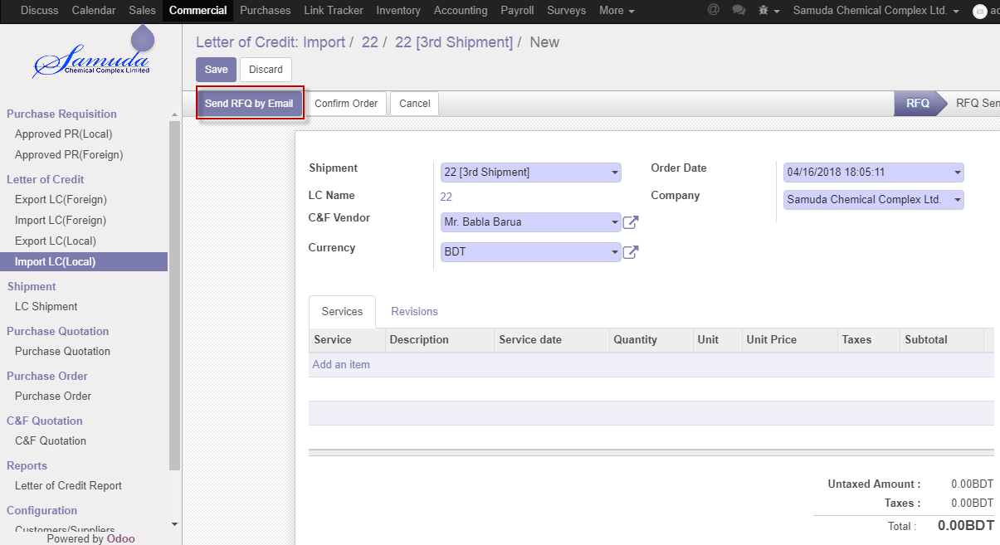 Discuss Calendar Sales Commercial Purchases Link Tracker Inventory Accounting Payroll Surveys More @ Samuda Chemical Complex Ltd.
Samuda
Chemical Complex Limited
Letter of Credit: Import / 22 / 22 [3rd Shipment] / New
Save Discard
Send RFQ by Email Confirm Order Cancel RFQ RFQ Sen
Purchase Requisition
Approved PR(Local)
Approved PR(Foreign)
Letter of Credit
Export LC(Foreign)
Import LC(Foreign)
Export LC(Local)
Import LC(Local)
Shipment
LC Shipment
Purchase Quotation
Purchase Quotation
Purchase Order
Purchase Order
C&F Quotation
C&F Quotation
Reports
Letter of Credit Report
Configuration
Customers/Suppliers
Powered by Odoo
Shipment 22 [3rd Shipment] Order Date 04/16/2018 18:05:11
LC Name 22 Company Samuda Chemical Complex Ltd.
C&F Vendor Mr. Babla Barua
Currency BDT
Services Revisions
Service Description Service date Quantity Unit Unit Price Taxes Subtotal
Add an item
Untaxed Amount : 0.00BDT
Taxes : 0.00BDT
Total : 0.00BDT